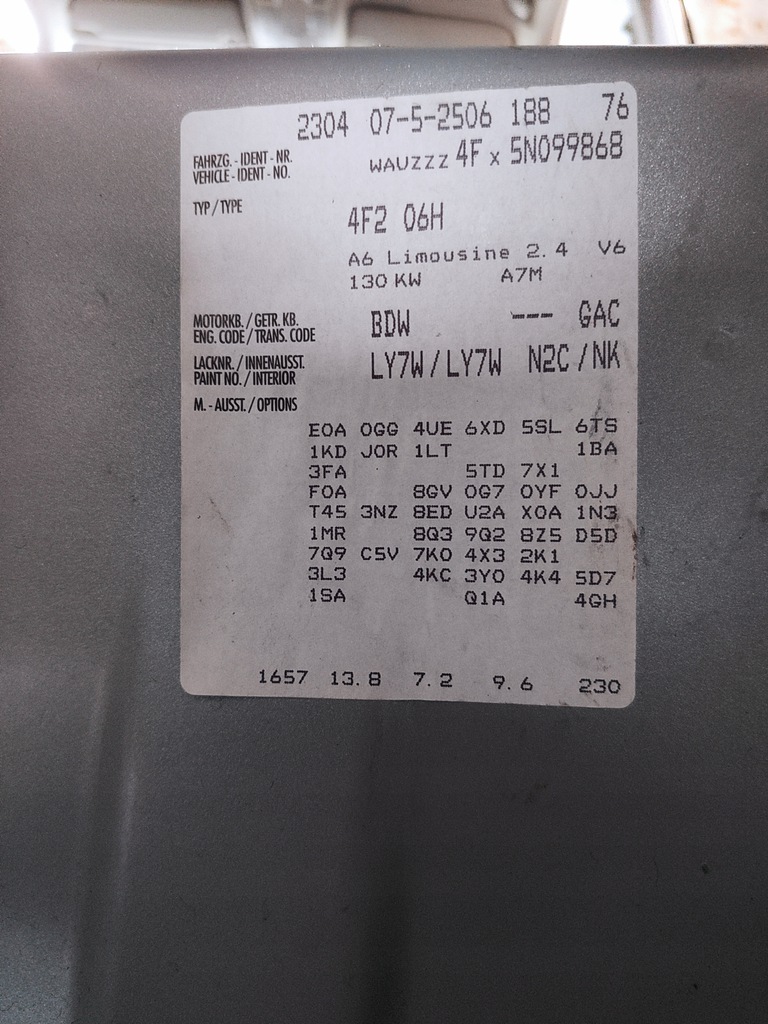 2304 07-5-2506 188 76
FAHRZG. - IDENT - NR. WAUZZZ 4F x 5N099868
VEHICLE - IDENT - NO.
TYP / TYPE 4F2 06H
A6 Limousine 2.4 V6
130 KW A7M
MOTORKB. / GETR. KB. BDW --- GAC
ENG. CODE / TRANS. CODE
LACKNR. / INNENAUSST. LY7W / LY7W N2C / NK
PAINT NO. / INTERIOR
M. - AUSST. / OPTIONS
E0A 0GG 4UE 6XD 5SL 6TS
1KD J0R 1LT 1BA
3FA 5TD 7X1
F0A 8GV 0G7 0YF 0JJ
T45 3NZ 8ED U2A X0A 1N3
1MR 8Q3 9Q2 8Z5 D5D
7Q9 C5V 7K0 4X3 2K1
3L3 4KC 3Y0 4K4 5D7
1SA Q1A 4GH
1657 13.8 7.2 9.6 230